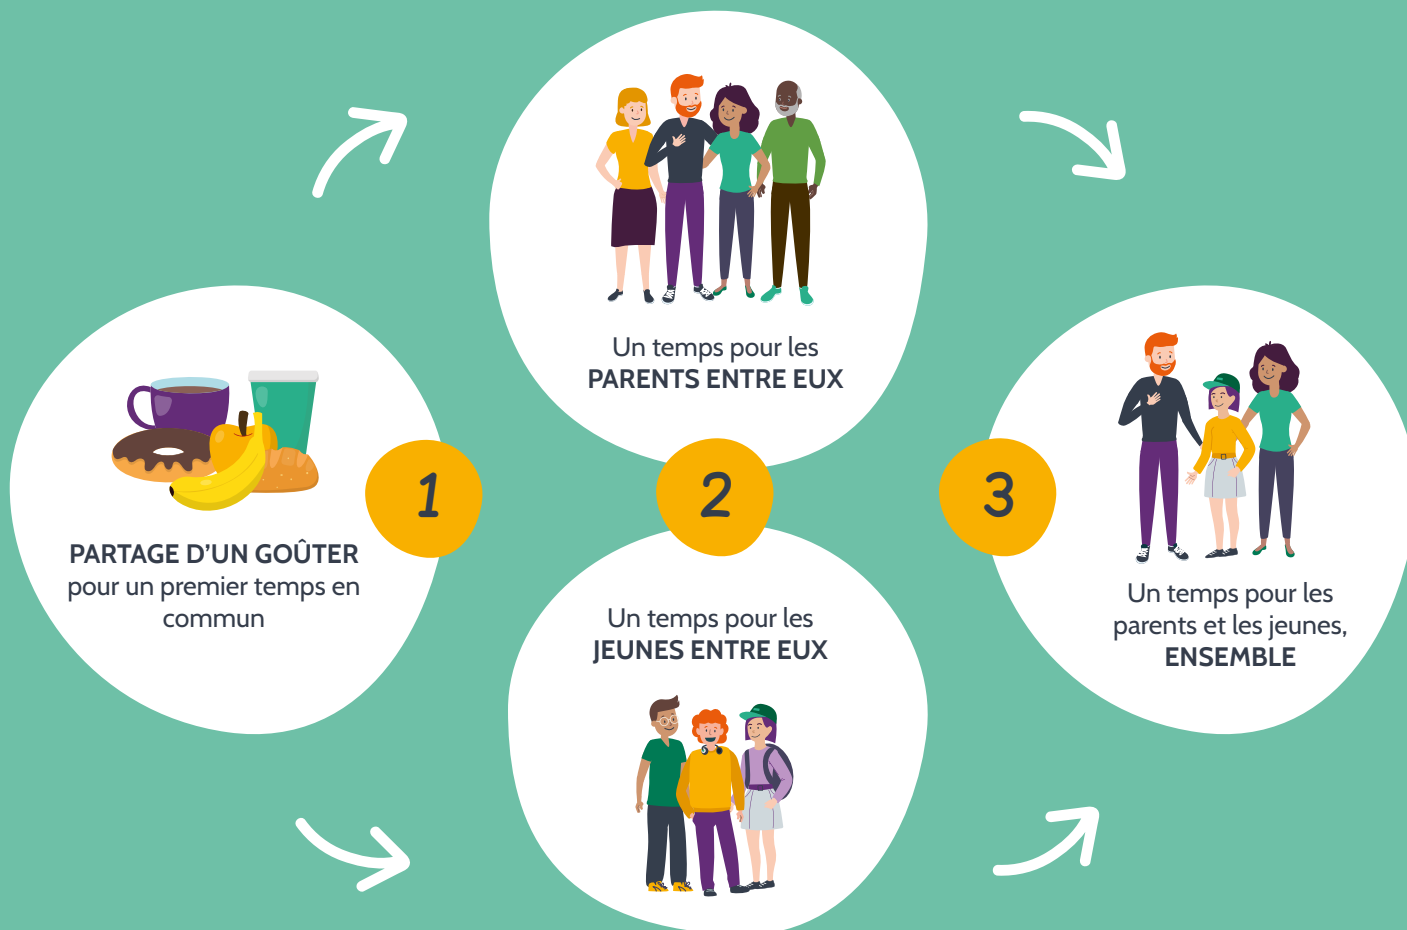 PARTAGE D’UN GOÛTER
pour un premier temps en
commun
1
Un temps pour les
PARENTS ENTRE EUX
2
Un temps pour les
JEUNES ENTRE EUX
3
Un temps pour les
parents et les jeunes,
ENSEMBLE